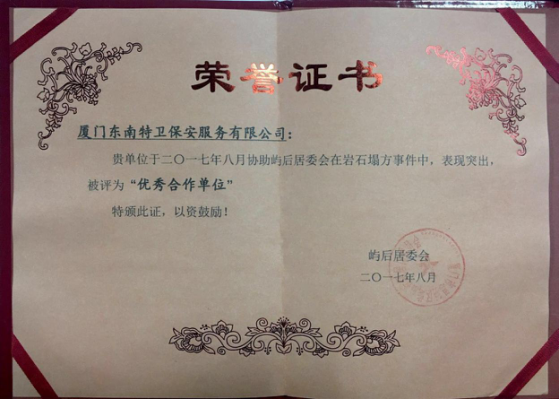 荣誉证书
厦门东南特卫保安服务有限公司：
贵单位于二〇一七年八月协助屿后居委会在岩石塌方事件中，表现突出，
被评为“优秀合作单位”
特颁此证，以资鼓励！
屿后居委会
二〇一七年八月